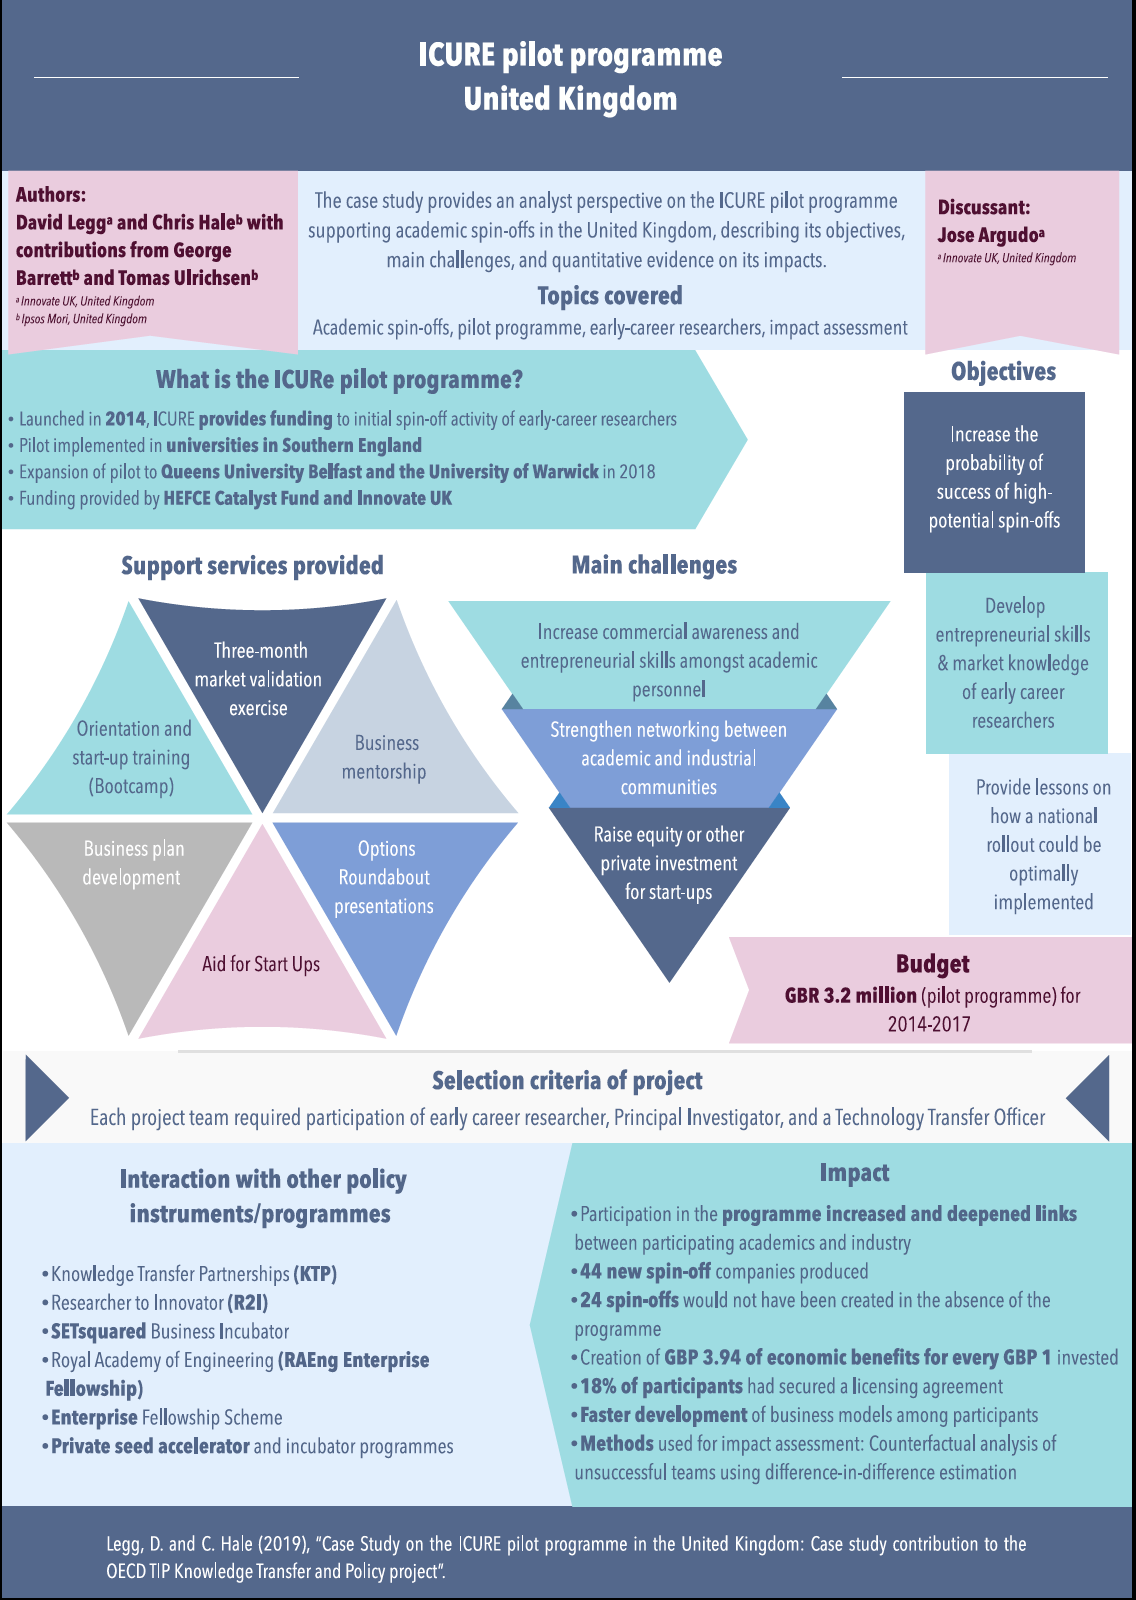 ICURE pilot programme
United Kingdom
Authors:
David Leggᵃ and Chris Haleᵇ with
contributions from George
Barrettᵇ and Tomas Ulrichsenᵇ
ᵃ Innovate UK, United Kingdom
ᵇ Ipsos Mori, United Kingdom
The case study provides an analyst perspective on the ICURE pilot programme
supporting academic spin-offs in the United Kingdom, describing its objectives,
main challenges, and quantitative evidence on its impacts.
Topics covered
Academic spin-offs, pilot programme, early-career researchers, impact assessment
Discussant:
Jose Argudoᵃ
ᵃ Innovate UK, United Kingdom
What is the ICURe pilot programme?
• Launched in 2014, ICURE provides funding to initial spin-off activity of early-career researchers
• Pilot implemented in universities in Southern England
• Expansion of pilot to Queens University Belfast and the University of Warwick in 2018
• Funding provided by HEFCE Catalyst Fund and Innovate UK
Objectives
Increase the
probability of
success of high-
potential spin-offs
Develop
entrepreneurial skills
& market knowledge
of early career
researchers
Provide lessons on
how a national
rollout could be
optimally
implemented
Support services provided
Three-month
market validation
exercise
Orientation and
start-up training
(Bootcamp)
Business
mentorship
Business plan
development
Options
Roundabout
presentations
Aid for Start Ups
Main challenges
Increase commercial awareness and
entrepreneurial skills amongst academic
personnel
Strengthen networking between
academic and industrial
communities
Raise equity or other
private investment
for start-ups
Budget
GBR 3.2 million (pilot programme) for
2014-2017
Selection criteria of project
Each project team required participation of early career researcher, Principal Investigator, and a Technology Transfer Officer
Interaction with other policy
instruments/programmes
• Knowledge Transfer Partnerships (KTP)
• Researcher to Innovator (R2I)
• SETsquared Business Incubator
• Royal Academy of Engineering (RAEng Enterprise
Fellowship)
• Enterprise Fellowship Scheme
• Private seed accelerator and incubator programmes
Impact
• Participation in the programme increased and deepened links
between participating academics and industry
• 44 new spin-off companies produced
• 24 spin-offs would not have been created in the absence of the
programme
• Creation of GBP 3.94 of economic benefits for every GBP 1 invested
• 18% of participants had secured a licensing agreement
• Faster development of business models among participants
• Methods used for impact assessment: Counterfactual analysis of
unsuccessful teams using difference-in-difference estimation
Legg, D. and C. Hale (2019), "Case Study on the ICURE pilot programme in the United Kingdom: Case study contribution to the
OECD TIP Knowledge Transfer and Policy project".